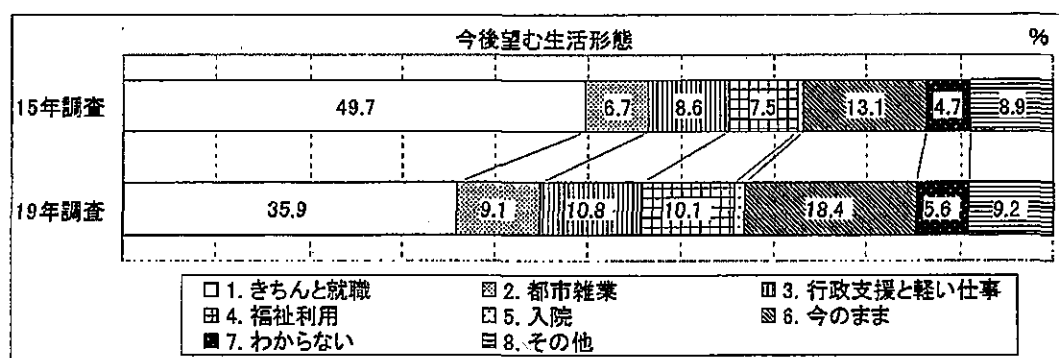 今後望む生活形態 %
15年調査 49.7 6.7 8.6 7.5 13.1 4.7 8.9
19年調査 35.9 9.1 10.8 10.1 18.4 5.6 9.2
1. きちんと就職 2. 都市雑業 3. 行政支援と軽い仕事
4. 福祉利用 5. 入院 6. 今のまま
7. わからない 8. その他